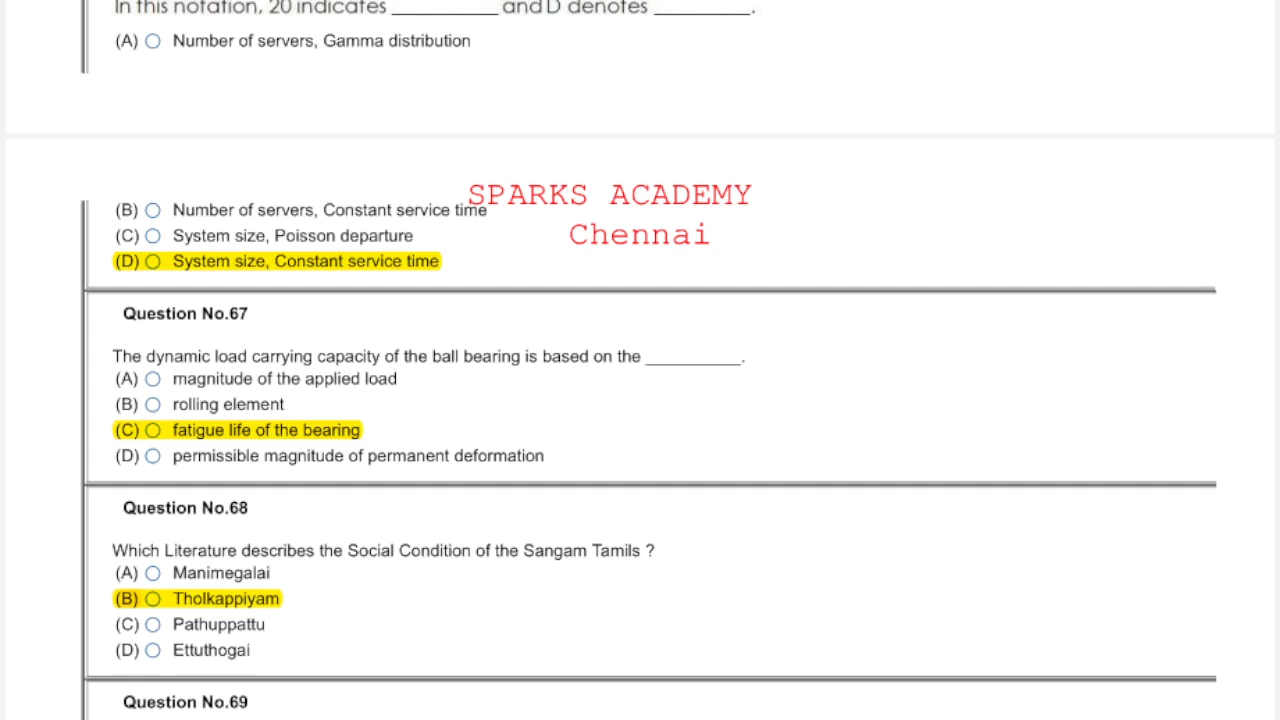 In this notation, 20 indicates ___________ and D denotes __________.
(A) Number of servers, Gamma distribution
SPARKS ACADEMY
Chennai
(B) Number of servers, Constant service time
(C) System size, Poisson departure
(D) System size, Constant service time
Question No.67
The dynamic load carrying capacity of the ball bearing is based on the __________.
(A) magnitude of the applied load
(B) rolling element
(C) fatigue life of the bearing
(D) permissible magnitude of permanent deformation
Question No.68
Which Literature describes the Social Condition of the Sangam Tamils ?
(A) Manimegalai
(B) Tholkappiyam
(C) Pathuppattu
(D) Ettuthogai
Question No.69